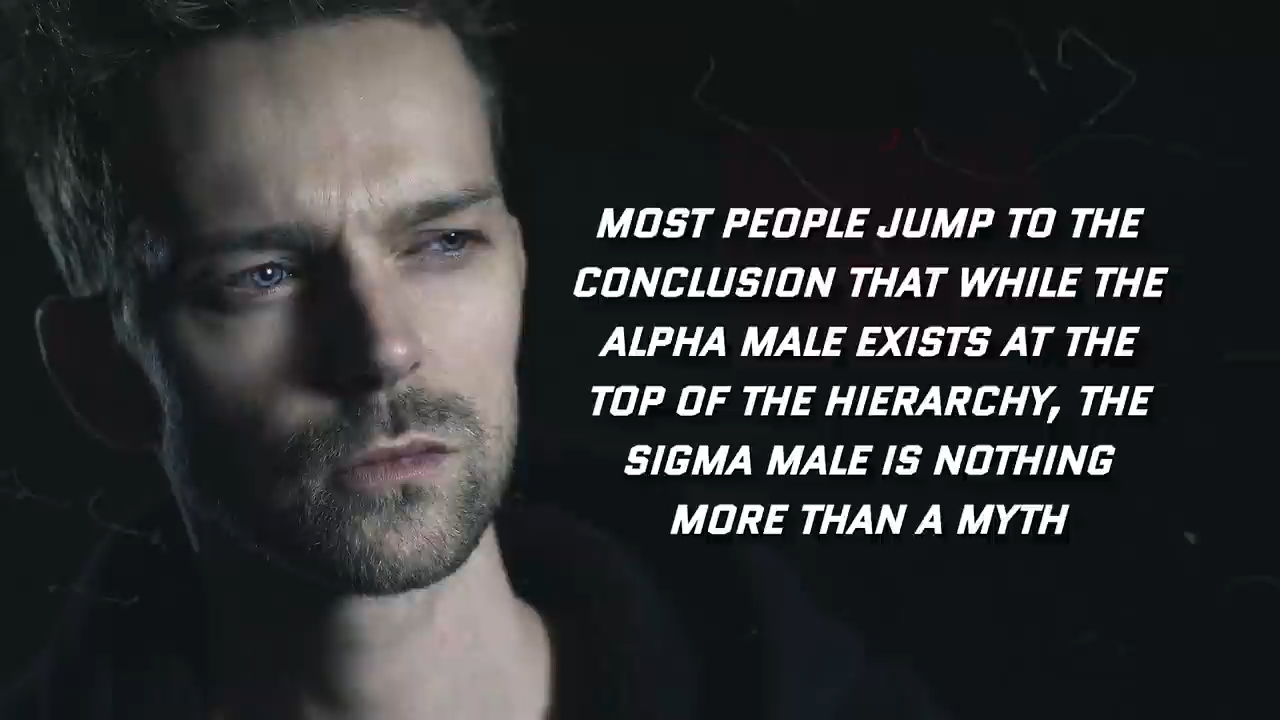 MOST PEOPLE JUMP TO THE
CONCLUSION THAT WHILE THE
ALPHA MALE EXISTS AT THE
TOP OF THE HIERARCHY, THE
SIGMA MALE IS NOTHING
MORE THAN A MYTH